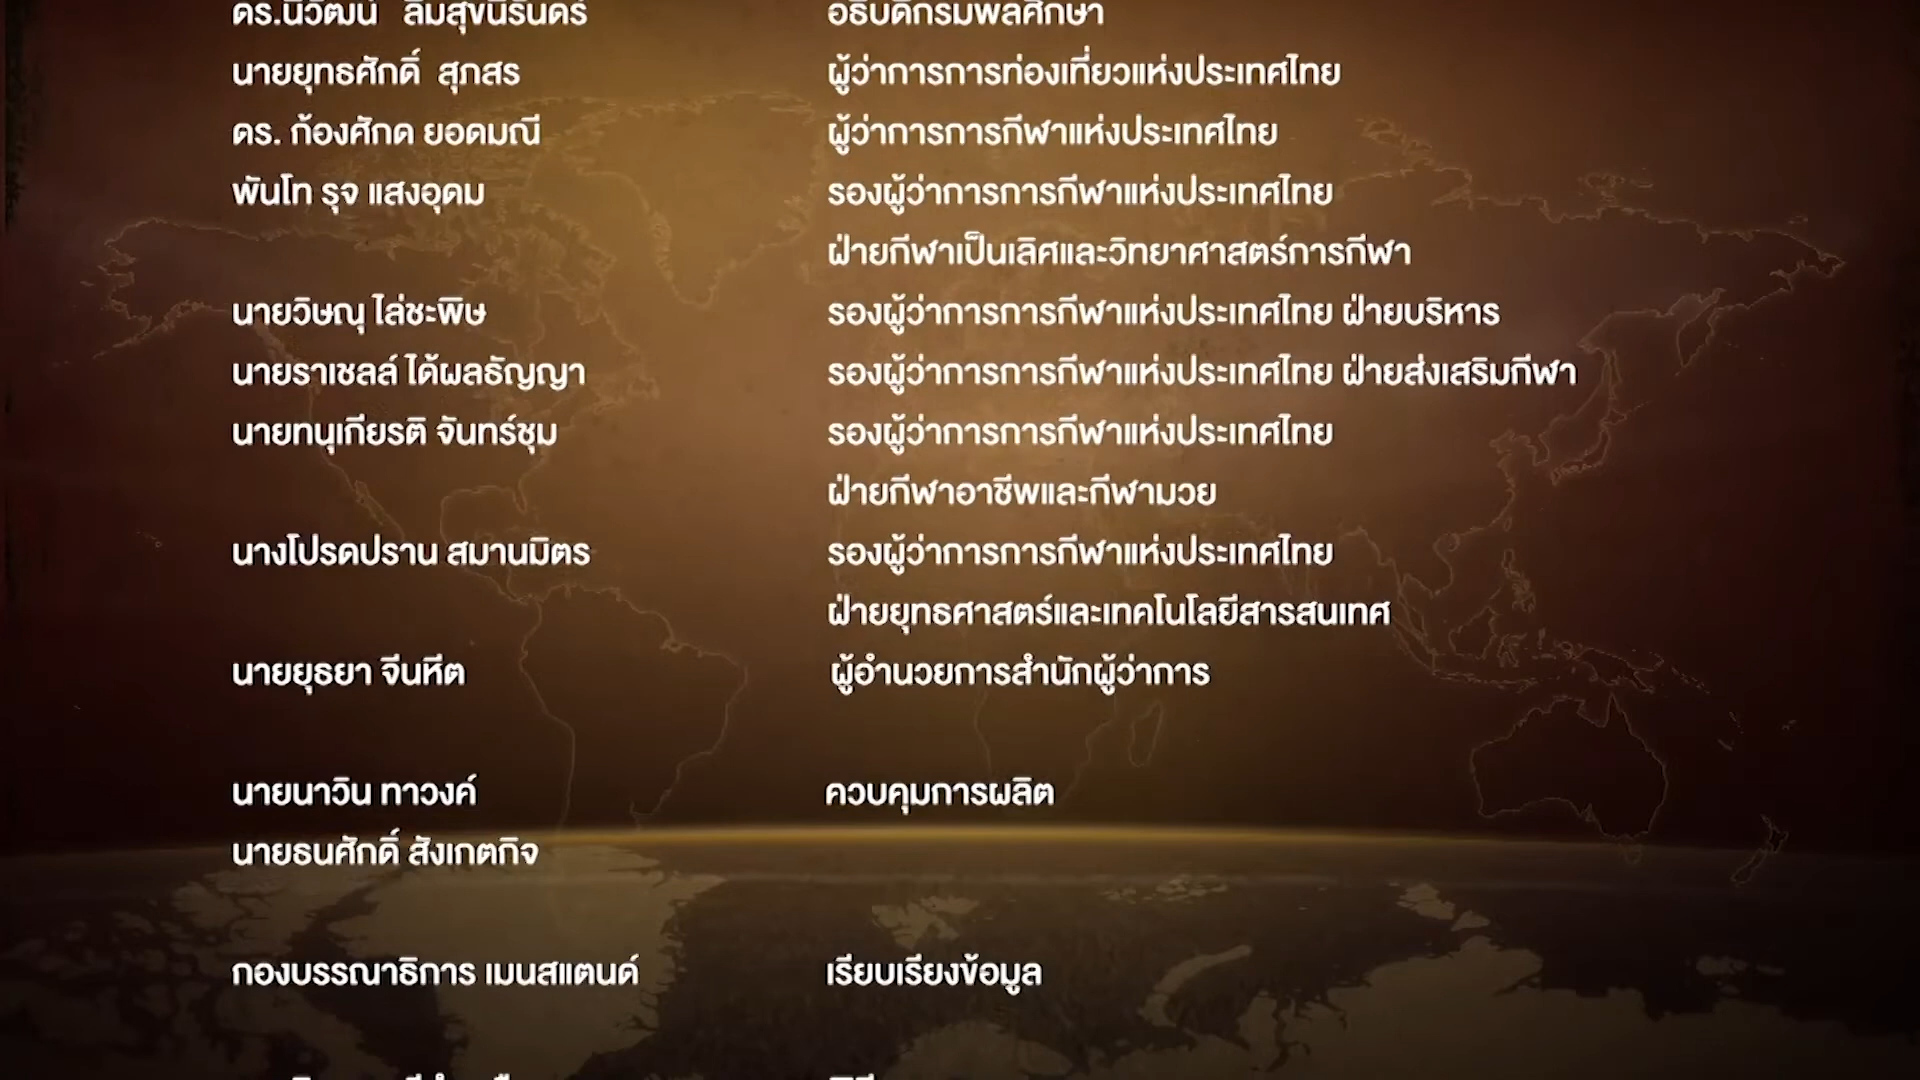 ดร.นิวัฒน์ ลิ้มสุขนิรันดร์ อธิบดีกรมพลศึกษา
นายยุทธศักดิ์ สุภสร ผู้ว่าการการท่องเที่ยวแห่งประเทศไทย
ดร. ก้องศักด ยอดมณี ผู้ว่าการการกีฬาแห่งประเทศไทย
พันโท รุจ แสงอุดม รองผู้ว่าการการกีฬาแห่งประเทศไทย
ฝ่ายกีฬาเป็นเลิศและวิทยาศาสตร์การกีฬา
นายวิษณุ ไล่ชะพิษ รองผู้ว่าการการกีฬาแห่งประเทศไทย ฝ่ายบริหาร
นายราเชลล์ ได้ผลธัญญา รองผู้ว่าการการกีฬาแห่งประเทศไทย ฝ่ายส่งเสริมกีฬา
นายทนุเกียรติ จันทร์ชุม รองผู้ว่าการการกีฬาแห่งประเทศไทย
ฝ่ายกีฬาอาชีพและกีฬามวย
นางโปรดปราน สมานมิตร รองผู้ว่าการการกีฬาแห่งประเทศไทย
ฝ่ายยุทธศาสตร์และเทคโนโลยีสารสนเทศ
นายยุธยา จีนหีต ผู้อำนวยการสำนักผู้ว่าการ
นายนาวิน ทาวงค์ ควบคุมการผลิต
นายธนศักดิ์ สังเกตกิจ
กองบรรณาธิการ เมนสแตนด์ เรียบเรียงข้อมูล